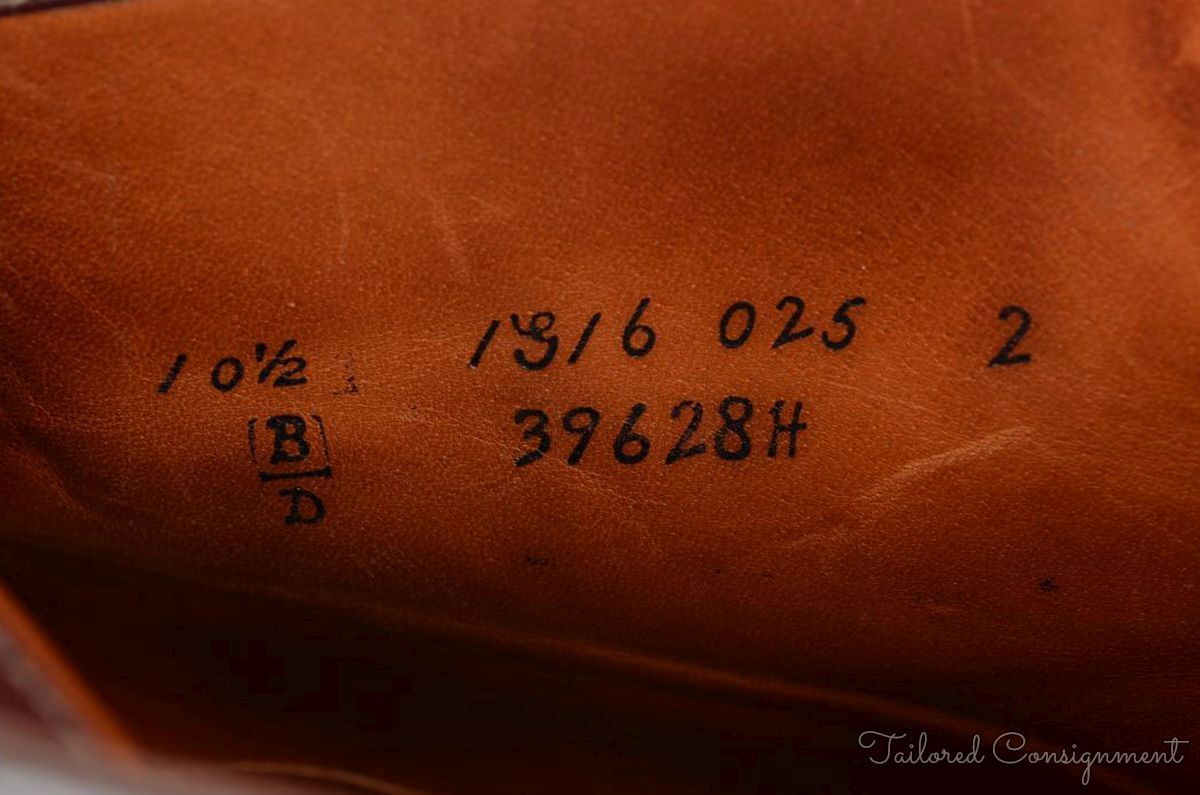 10½ 1916 025 2
[B] 39628H
D
Tailored Consignment